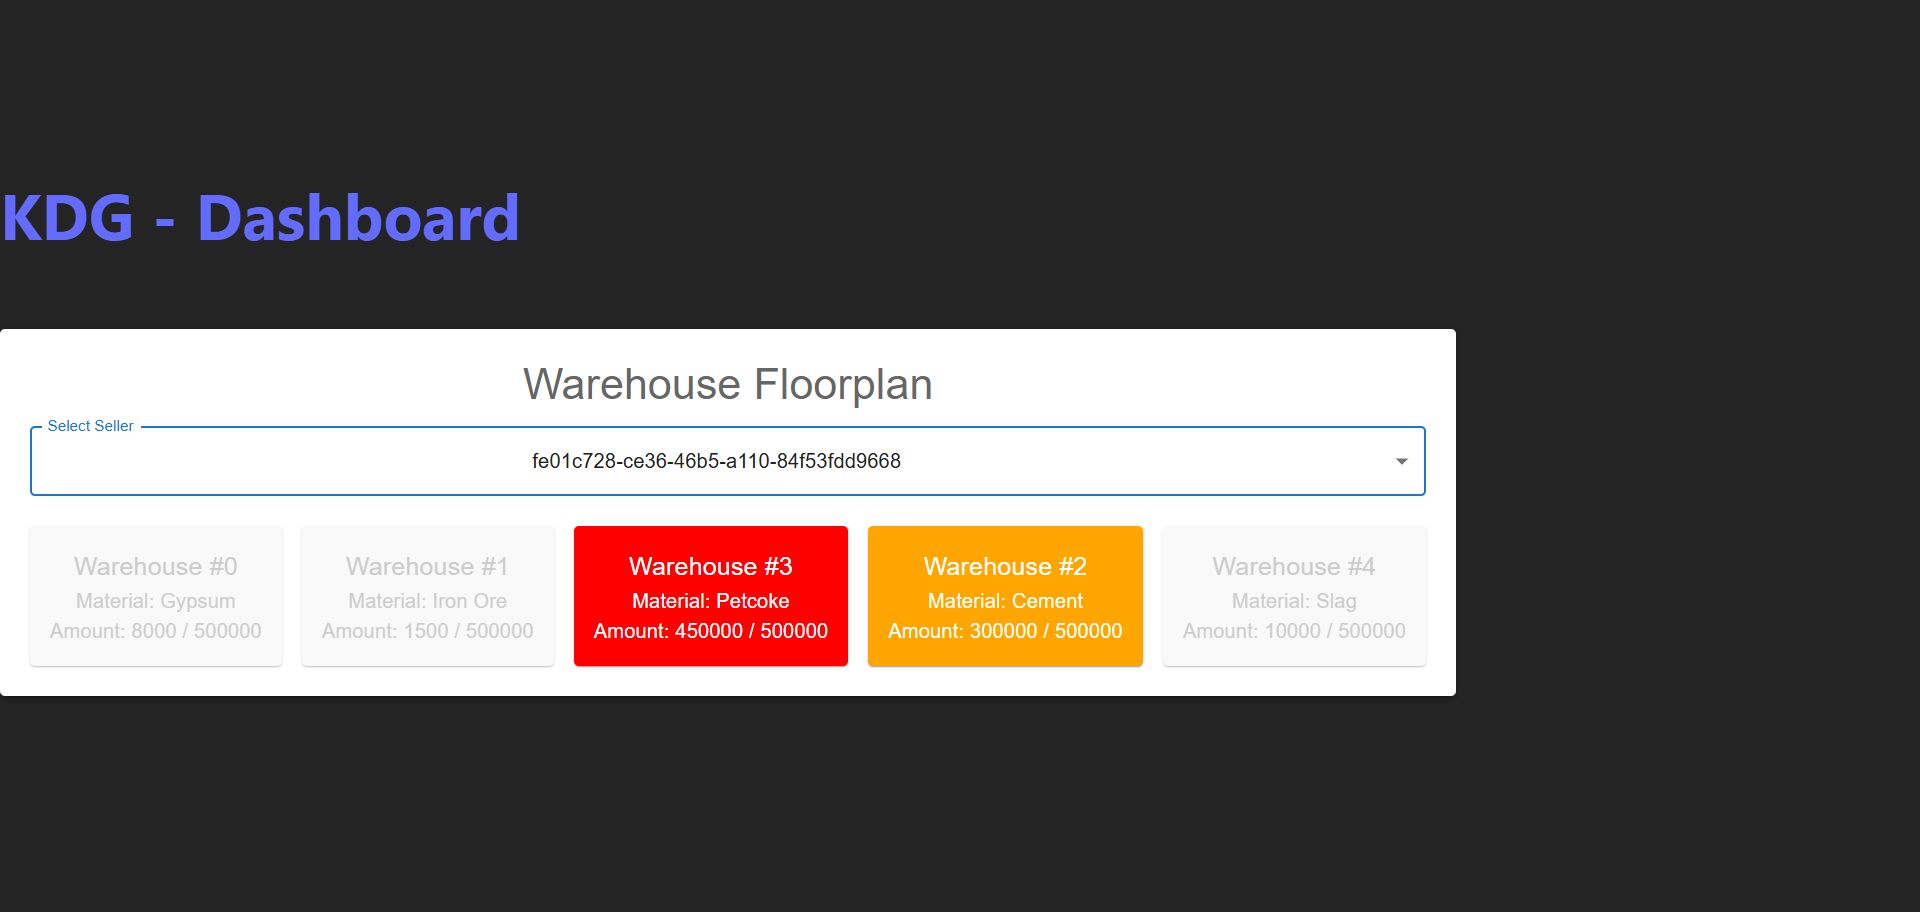 KDG - Dashboard
Warehouse Floorplan
Select Seller
fe01c728-ce36-46b5-a110-84f53fdd9668
Warehouse #0
Material: Gypsum
Amount: 8000 / 500000
Warehouse #1
Material: Iron Ore
Amount: 1500 / 500000
Warehouse #3
Material: Petcoke
Amount: 450000 / 500000
Warehouse #2
Material: Cement
Amount: 300000 / 500000
Warehouse #4
Material: Slag
Amount: 10000 / 500000